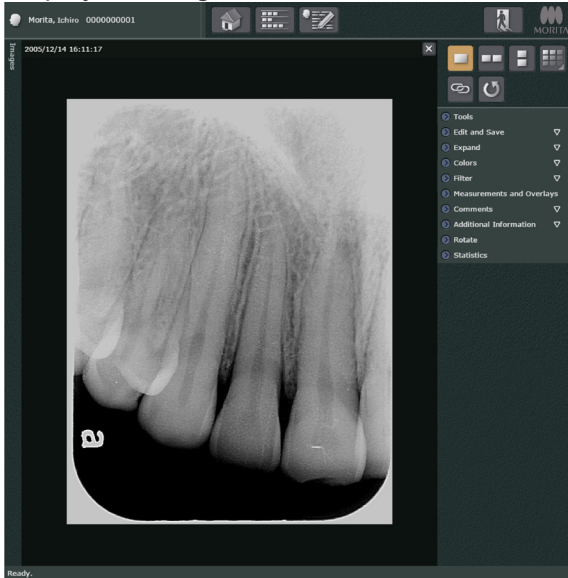 Morita, Ichiro 0000000001
MORITA
Images
2005/12/14 16:11:17
Tools
Edit and Save
Expand
Colors
Filter
Measurements and Overlays
Comments
Additional Information
Rotate
Statistics
a
Ready.